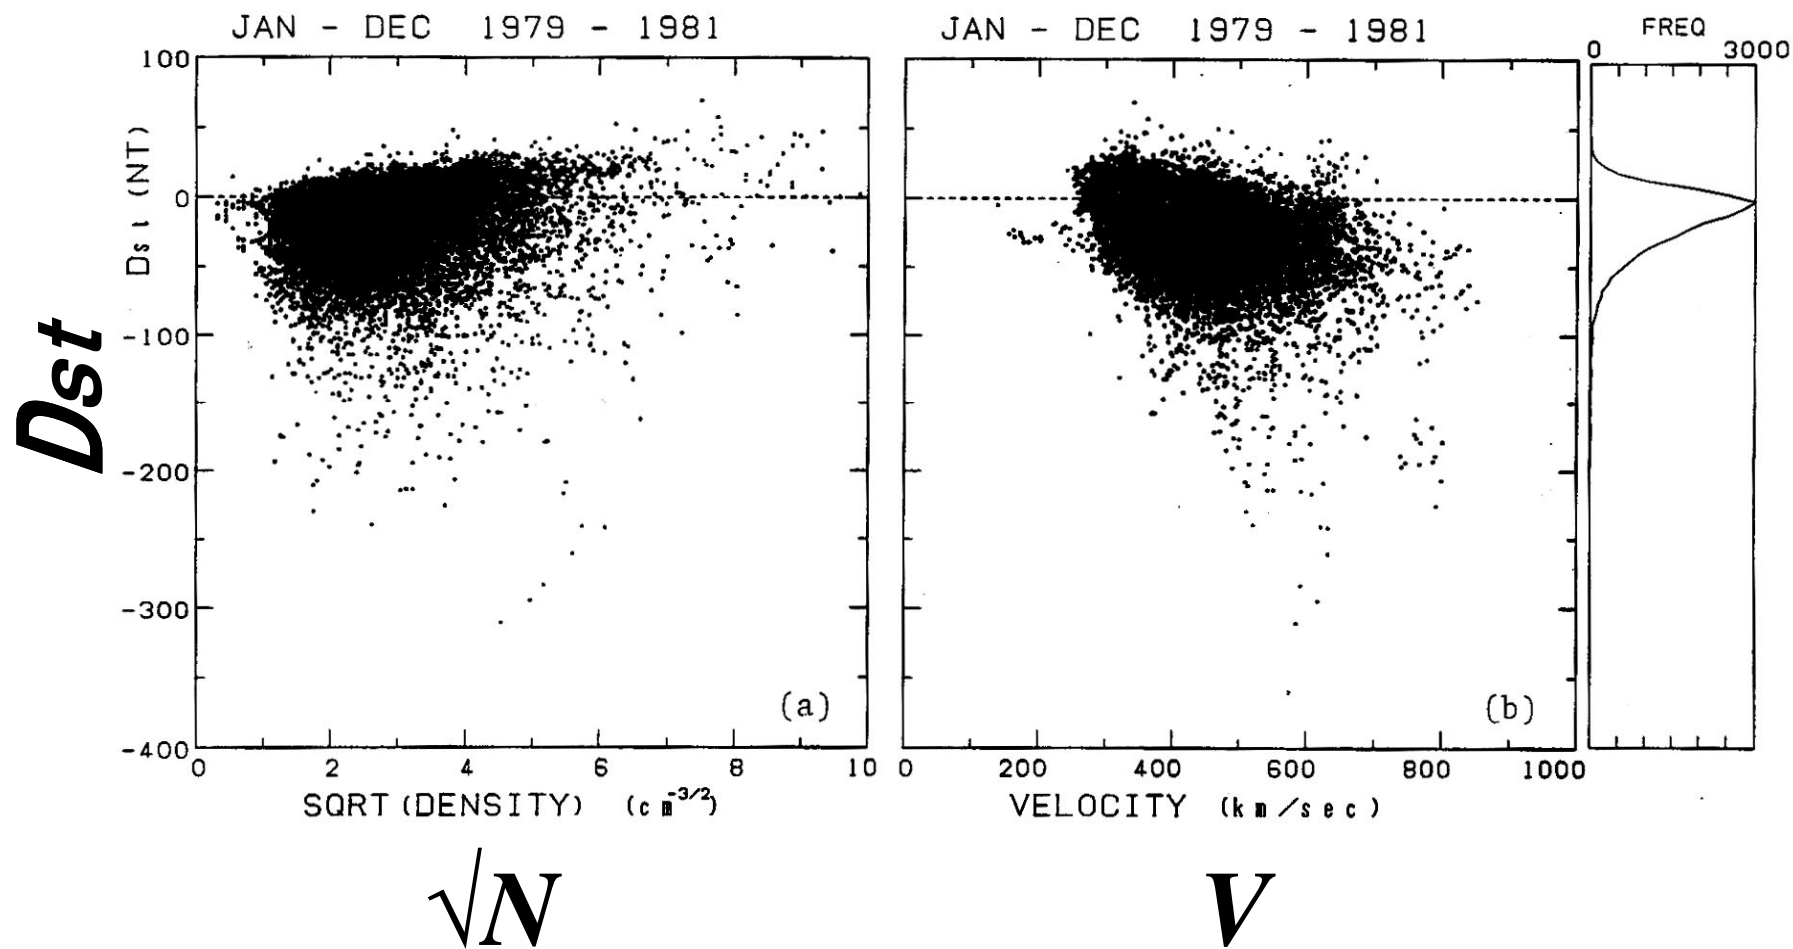 JAN - DEC 1979 - 1981
JAN - DEC 1979 - 1981
FREQ
0 3000
100
0
-100
-200
-300
-400
Dst (NT)
Dst
0 2 4 6 8 10
0 200 400 600 800 1000
(a)
(b)
SQRT (DENSITY) (cm-3/2)
VELOCITY (km/sec)
√N
V